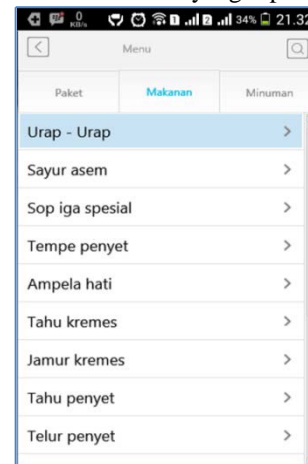 KB/s 34% 21.32
Menu
Paket Makanan Minuman
Urap - Urap
Sayur asem
Sop iga spesial
Tempe penyet
Ampela hati
Tahu kremes
Jamur kremes
Tahu penyet
Telur penyet